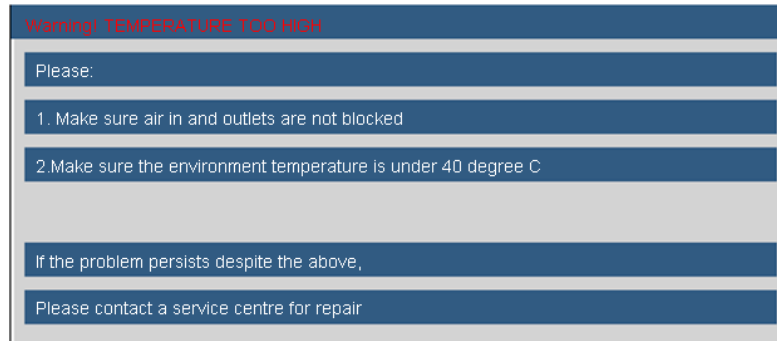 Warning! TEMPERATURE TOO HIGH
Please:
1. Make sure air in and outlets are not blocked
2.Make sure the environment temperature is under 40 degree C
If the problem persists despite the above,
Please contact a service centre for repair